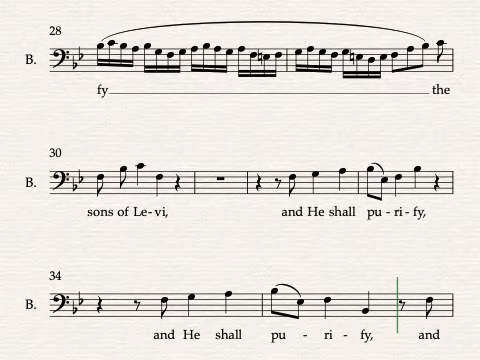 28
B.
fy the
30
B.
sons of Le-vi, and He shall pu - ri - fy,
34
B.
and He shall pu - ri - fy, and